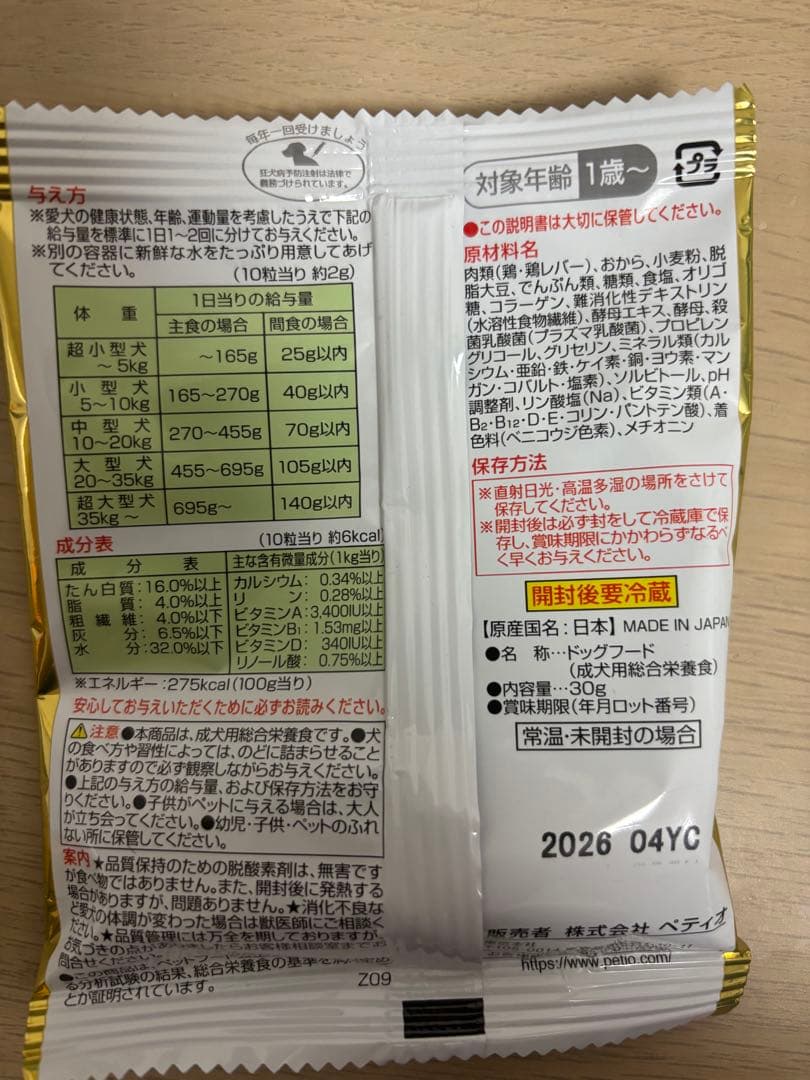 毎年一回受けましょう
狂犬病予防注射は法律で
義務づけられています。
与え方
※愛犬の健康状態、年齢、運動量を考慮したうえで下記の
給与量を標準に1日1〜2回に分けてお与えください。
※別の容器に新鮮な水をたっぷり用意してあげ
てください。 (10粒当り 約2g)
体重 1日当りの給与量
主食の場合 間食の場合
超小型犬 〜5kg 〜165g 25g以内
小型犬 5〜10kg 165〜270g 40g以内
中型犬 10〜20kg 270〜455g 70g以内
大型犬 20〜35kg 455〜695g 105g以内
超大型犬 35kg〜 695g〜 140g以内
成分表 (10粒当り 約6kcal)
成分表 主な含有微量成分(1kg当り)
たん白質:16.0%以上 カルシウム: 0.34%以上
脂質: 4.0%以上 リン: 0.28%以上
粗繊維: 4.0%以下 ビタミンA:3,400IU以上
灰分: 6.5%以下 ビタミンB1:1.53mg以上
水分:32.0%以下 ビタミンD: 340IU以上
リノール酸: 0.75%以上
※エネルギー:275kcal(100g当り)
安心してお与えいただくために必ずお読みください。
⚠注意●本商品は、成犬用総合栄養食です。●犬
の食べ方や習性によっては、のどに詰まらせること
がありますので必ず観察しながらお与えください。
●上記の与え方の給与量、および保存方法をお守
りください。●子供がペットに与える場合は、大人
が立ち会ってください。●幼児・子供・ペットのふれ
ない所に保管してください。
案内★品質保持のための脱酸素剤は、無害です
が食べ物ではありません。また、開封後に発熱する
場合がありますが、問題ありません。★消化不良な
ど愛犬の体調が変わった場合は獣医師にご相談く
ださい。★品質管理には万全を期しておりますが、
お気づきの点が
問合せください
る分析試験の結果、総合栄養食の基準を
とが証明されています。
Z09
対象年齢 1歳〜
プラ
●この説明書は大切に保管してください。
原材料名
肉類(鶏・鶏レバー)、おから、小麦粉、脱
脂大豆、でんぷん類、糖類、食塩、オリゴ
糖、コラーゲン、難消化性デキストリン
(水溶性食物繊維)、酵母エキス、酵母、殺
菌乳酸菌(プラズマ乳酸菌)、プロピレン
グリコール、グリセリン、ミネラル類(カル
シウム・亜鉛・鉄・ケイ素・銅・ヨウ素・マン
ガン・コバルト・塩素)、ソルビトール、pH
調整剤、リン酸塩(Na)、ビタミン類(A・
B2・B12・D・E・コリン・パントテン酸)、着
色料(ベニコウジ色素)、メチオニン
保存方法
※直射日光・高温多湿の場所をさけて
保存してください。
※開封後は必ず封をして冷蔵庫で保
存し、賞味期限にかかわらずなるべ
く早くお与えください。
開封後要冷蔵
【原産国名:日本】MADE IN JAPAN
●名 称…ドッグフード
(成犬用総合栄養食)
●内容量…30g
●賞味期限(年月ロット番号)
常温・未開封の場合
2026 04YC
販売者 株式会社 ペティオ
https://www.petio.com/